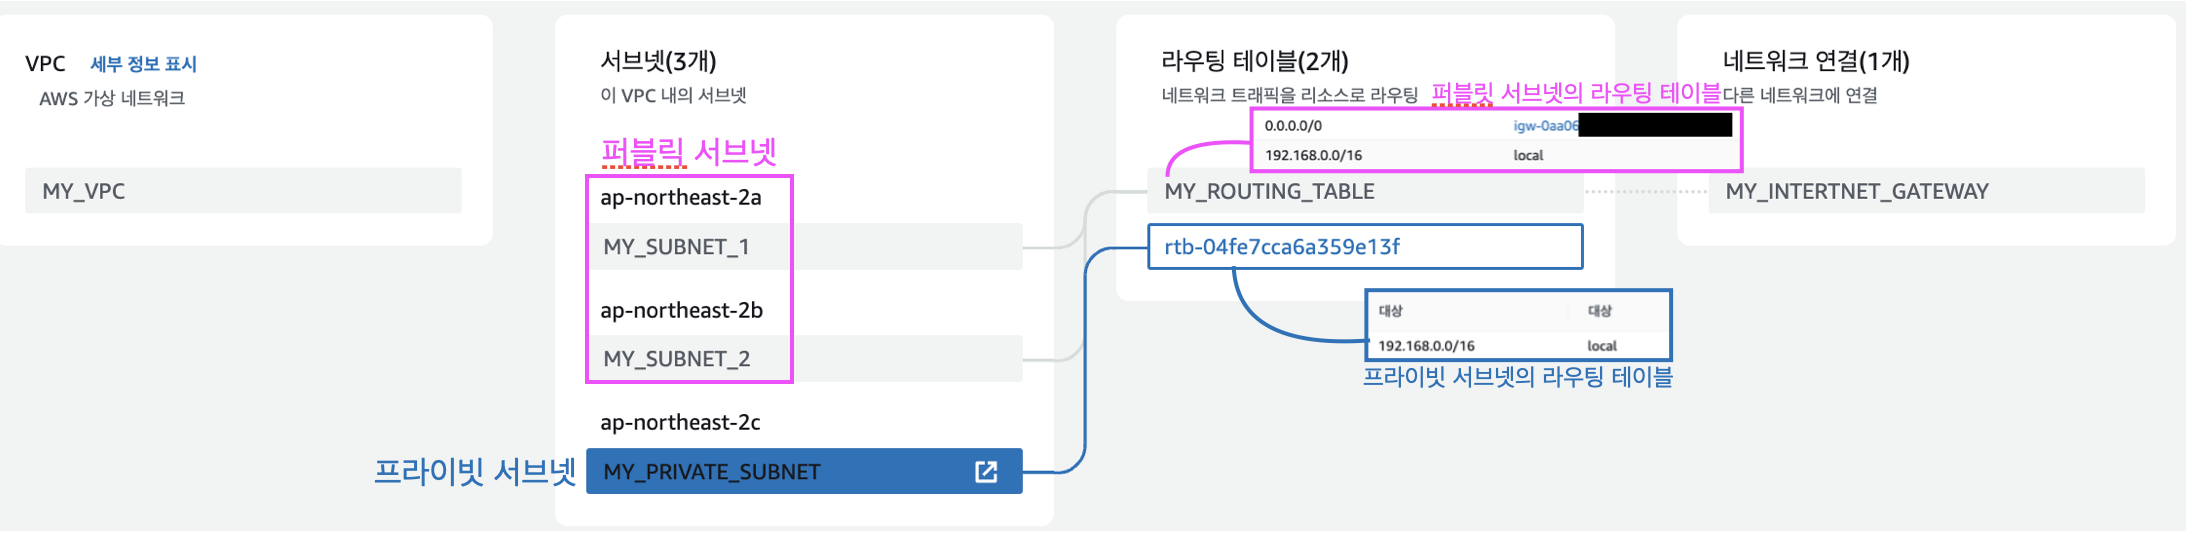 VPC 세부 정보 표시
AWS 가상 네트워크
MY_VPC
서브넷(3개)
이 VPC 내의 서브넷
퍼블릭 서브넷
ap-northeast-2a
MY_SUBNET_1
ap-northeast-2b
MY_SUBNET_2
ap-northeast-2c
프라이빗 서브넷
MY_PRIVATE_SUBNET
라우팅 테이블(2개)
네트워크 트래픽을 리소스로 라우팅
퍼블릿 서브넷의 라우팅 테이블
0.0.0.0/0 igw-0aa06
192.168.0.0/16 local
MY_ROUTING_TABLE
rtb-04fe7cca6a359e13f
대상 대상
192.168.0.0/16 local
프라이빗 서브넷의 라우팅 테이블
네트워크 연결(1개)
다른 네트워크에 연결
MY_INTERTNET_GATEWAY